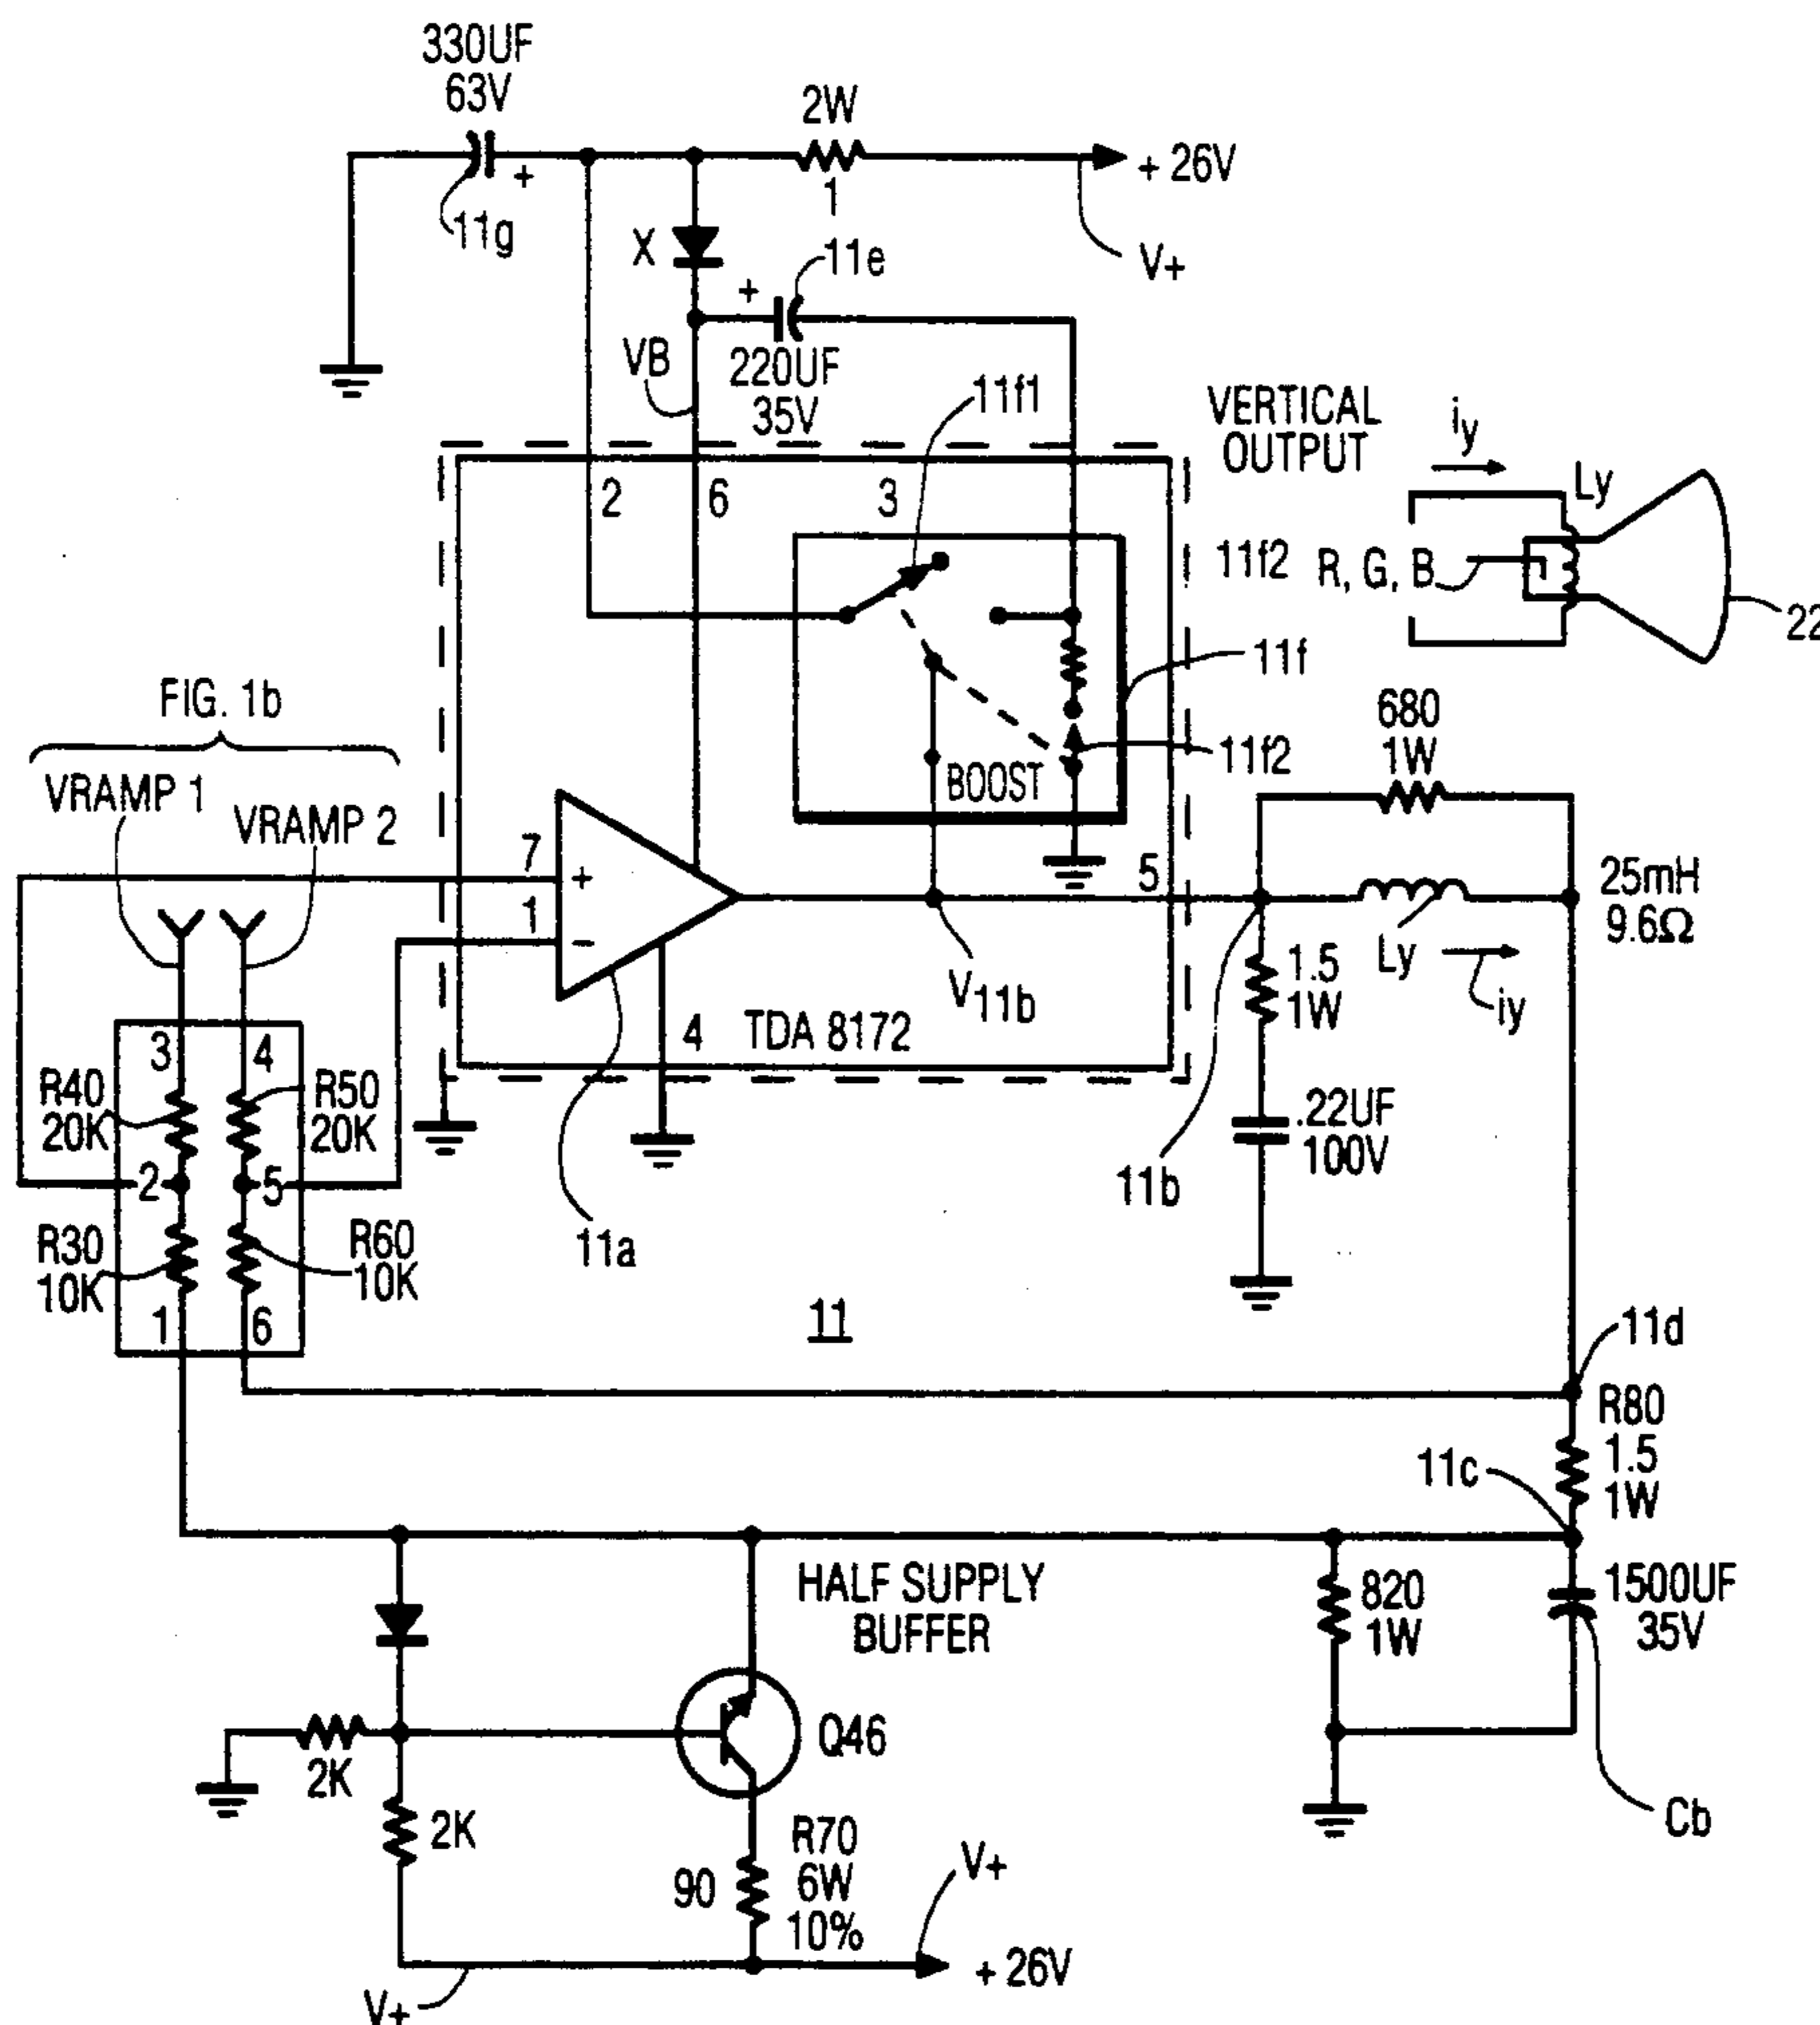 330UF
63V
+
11g
2W
1
+ 26V
V+
X
+
11e
220UF
35V
VB
11f1
VERTICAL
OUTPUT
iy
Ly
R, G, B
22
2
6
3
11f2
11f
11f2
BOOST
FIG. 1b
VRAMP 1
VRAMP 2
7
+
1
-
4
TDA 8172
V11b
5
680
1W
25mH
9.6Ω
Ly
iy
1.5
1W
.22UF
100V
11b
11a
3
4
R40
20K
R50
20K
2
5
R30
10K
R60
10K
1
6
11
11d
R80
1.5
1W
11c
HALF SUPPLY
BUFFER
820
1W
1500UF
35V
Cb
Q46
2K
2K
90
R70
6W
10%
V+
+ 26V
V+